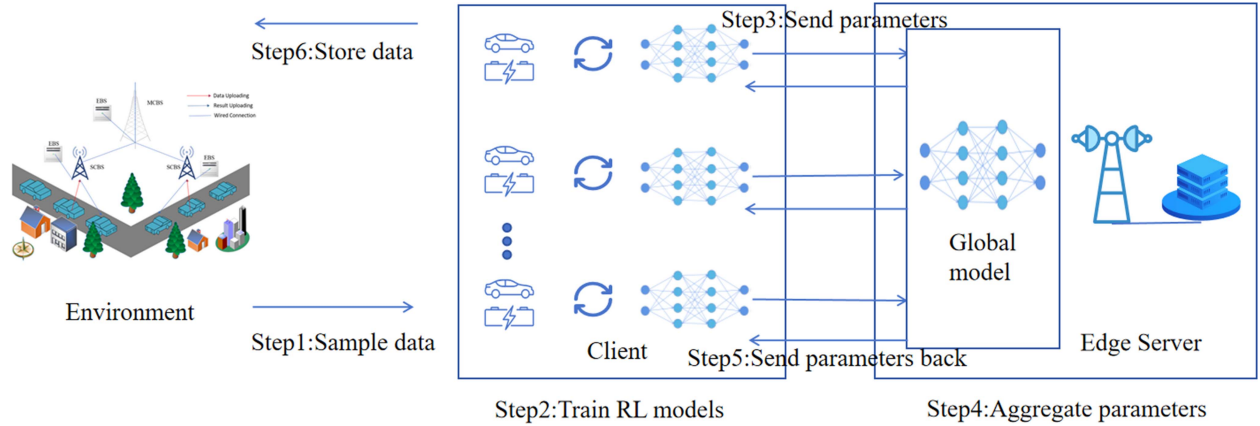 Step3:Send parameters
Step6:Store data
EBS
MCBS
Data Uploading
Result Uploading
Wired Connection
EBS
SCBS
SCBS
EBS
Global
model
Environment
Step1:Sample data
Client
Step5:Send parameters back
Edge Server
Step2:Train RL models
Step4:Aggregate parameters